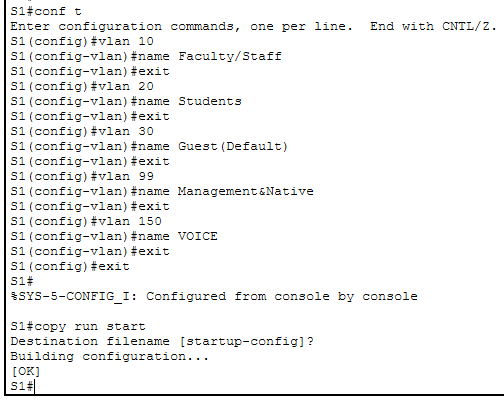 S1#conf t
Enter configuration commands, one per line.  End with CNTL/Z.
S1(config)#vlan 10
S1(config-vlan)#name Faculty/Staff
S1(config-vlan)#exit
S1(config)#vlan 20
S1(config-vlan)#name Students
S1(config-vlan)#exit
S1(config)#vlan 30
S1(config-vlan)#name Guest(Default)
S1(config-vlan)#exit
S1(config)#vlan 99
S1(config-vlan)#name Management&Native
S1(config-vlan)#exit
S1(config)#vlan 150
S1(config-vlan)#name VOICE
S1(config-vlan)#exit
S1(config)#exit
S1#
%SYS-5-CONFIG_I: Configured from console by console
S1#copy run start
Destination filename [startup-config]?
Building configuration...
[OK]
S1#